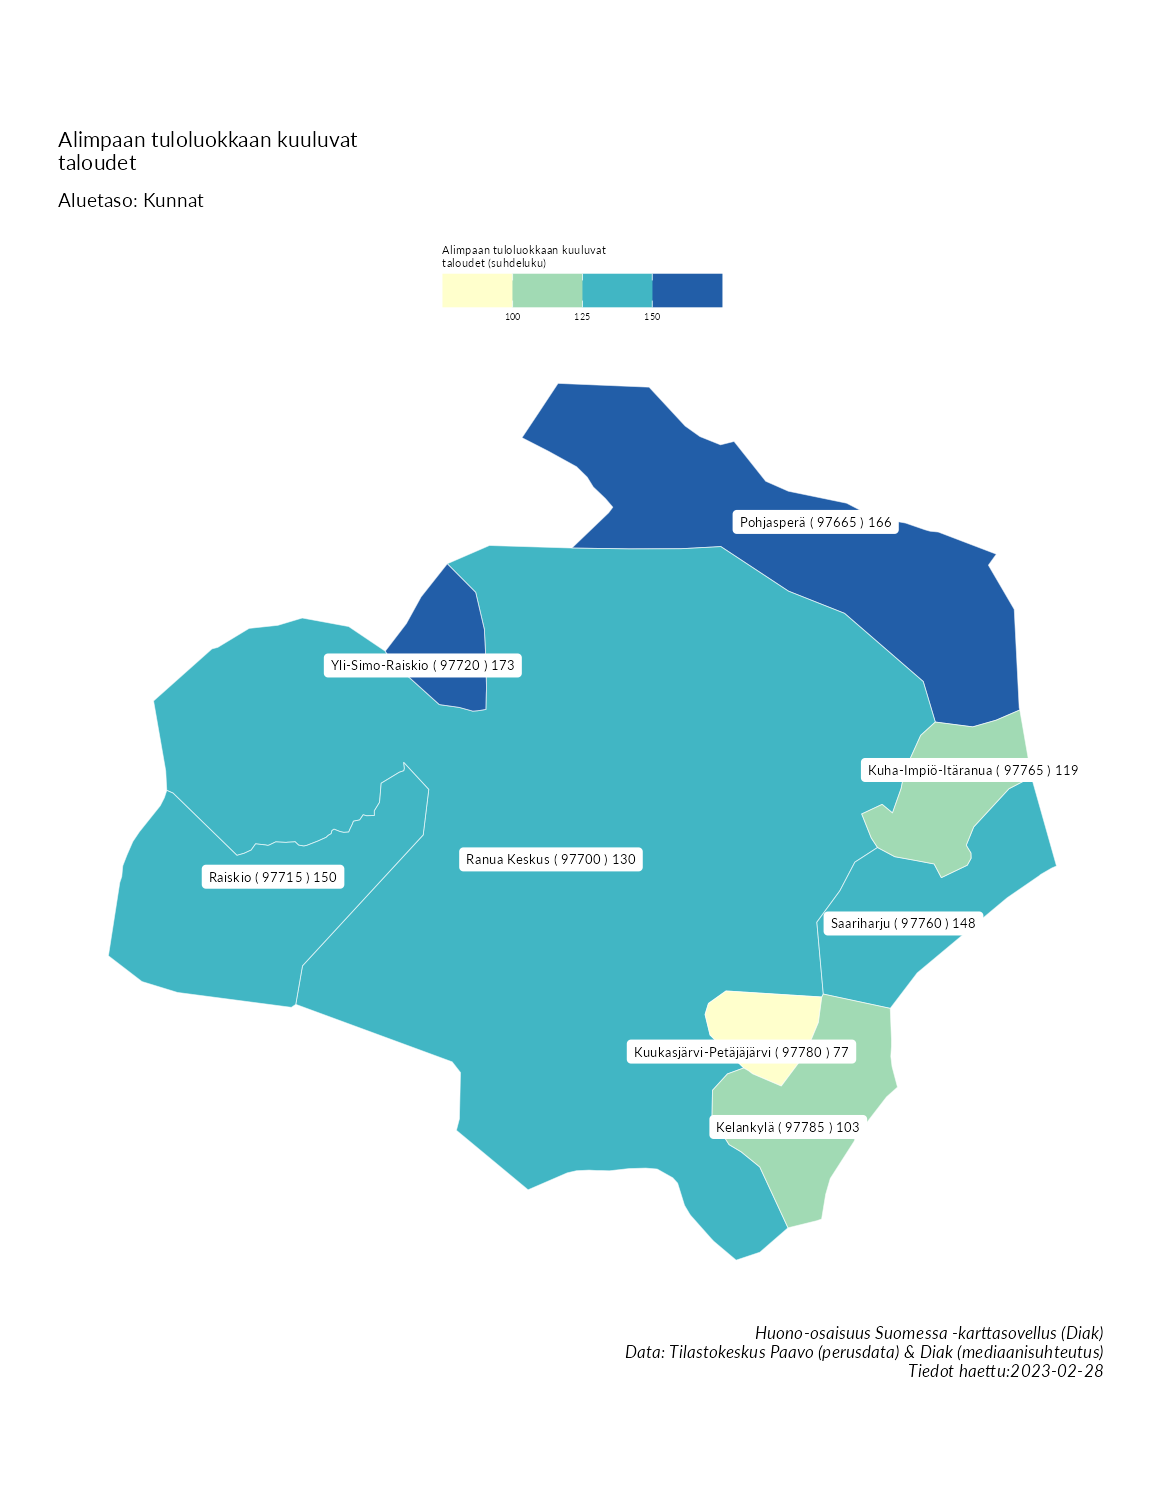 Alimpaan tuloluokkaan kuuluvat
taloudet
Aluetaso: Kunnat
Alimpaan tuloluokkaan kuuluvat
taloudet (suhdeluku)
100 125 150
Pohjasperä ( 97665 ) 166
Yli-Simo-Raiskio ( 97720 ) 173
Kuha-Impiö-Itäranua ( 97765 ) 119
Ranua Keskus ( 97700 ) 130
Raiskio ( 97715 ) 150
Saariharju ( 97760 ) 148
Kuukasjärvi-Petäjäjärvi ( 97780 ) 77
Kelankylä ( 97785 ) 103
Huono-osaisuus Suomessa -karttasovellus (Diak)
Data: Tilastokeskus Paavo (perusdata) & Diak (mediaanisuhteutus)
Tiedot haettu:2023-02-28